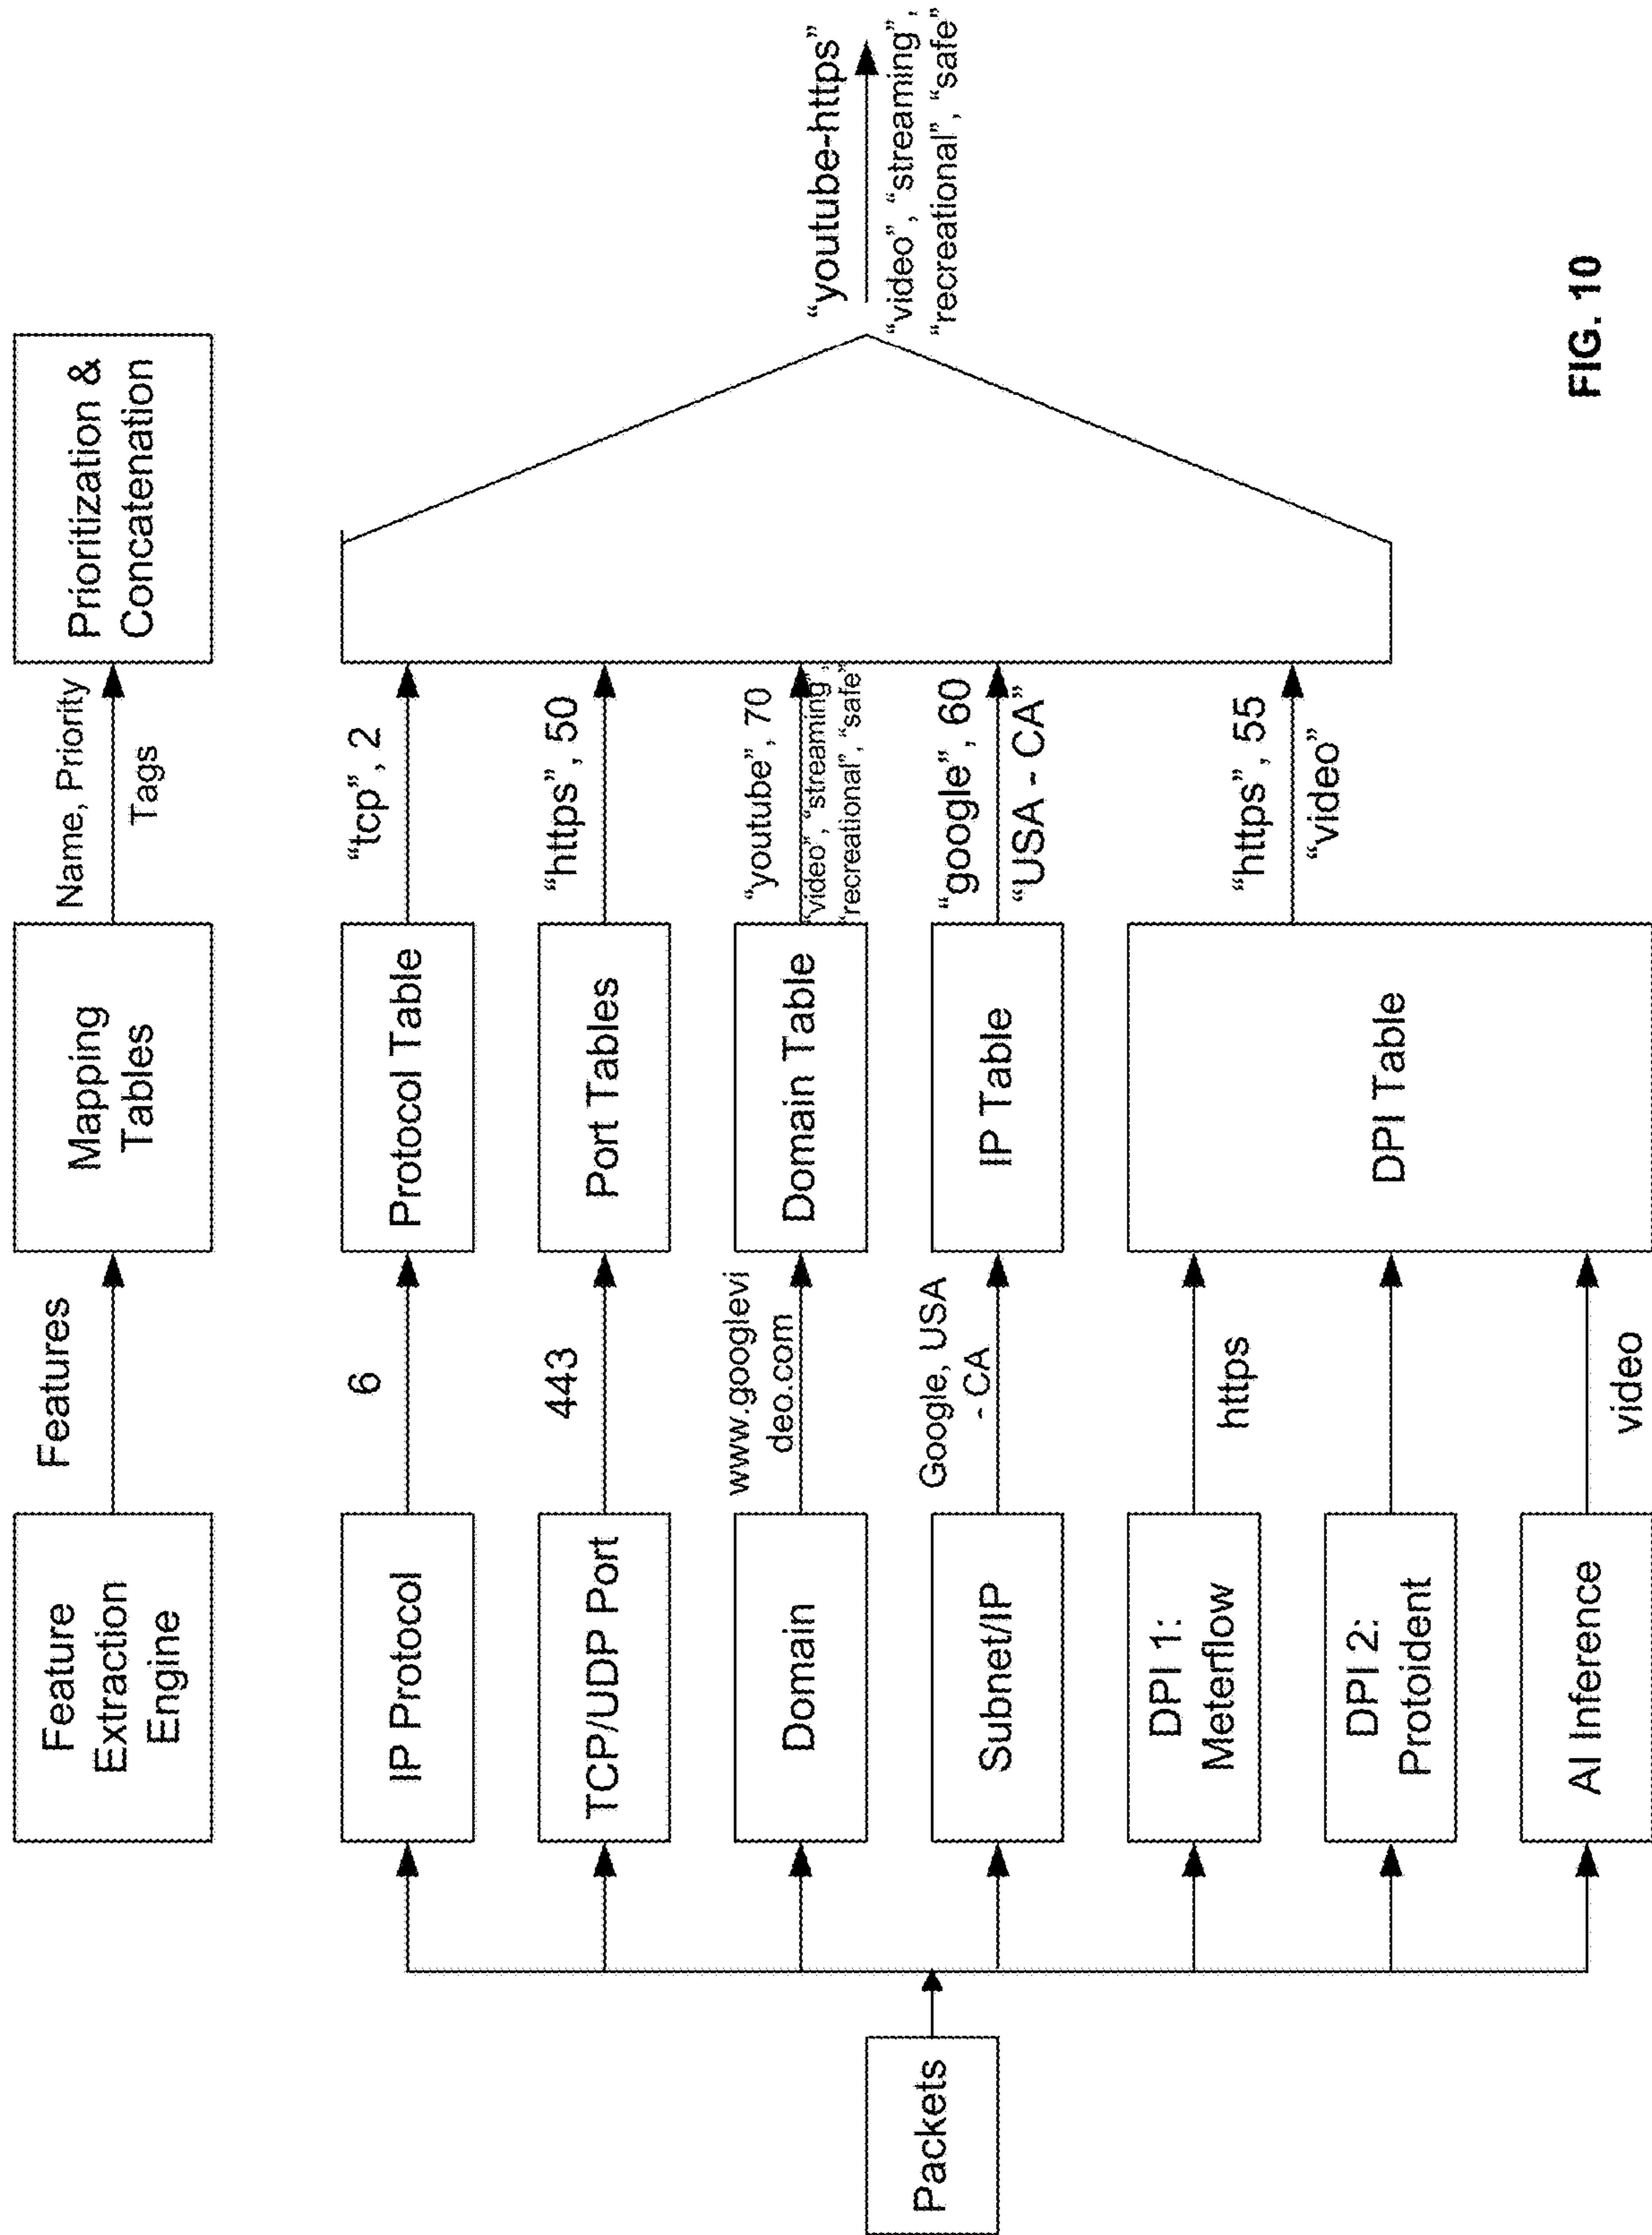 Feature
Extraction
Engine
Features
Mapping
Tables
Name, Priority
Tags
Prioritization &
Concatenation
Packets
IP Protocol
6
Protocol Table
“tcp”, 2
TCP/UDP Port
443
Port Tables
“https”, 50
Domain
www.googlevi
deo.com
Domain Table
“youtube”, 70
“video”, “streaming”,
“recreational”, “safe”
Subnet/IP
Google, USA
- CA
IP Table
“google”, 60
“USA - CA”
DPI 1:
Meterflow
https
DPI 2:
Protoident
AI Inference
video
DPI Table
“https”, 55
“video”
“youtube-https”
“video”, “streaming”,
“recreational”, “safe”
FIG. 10